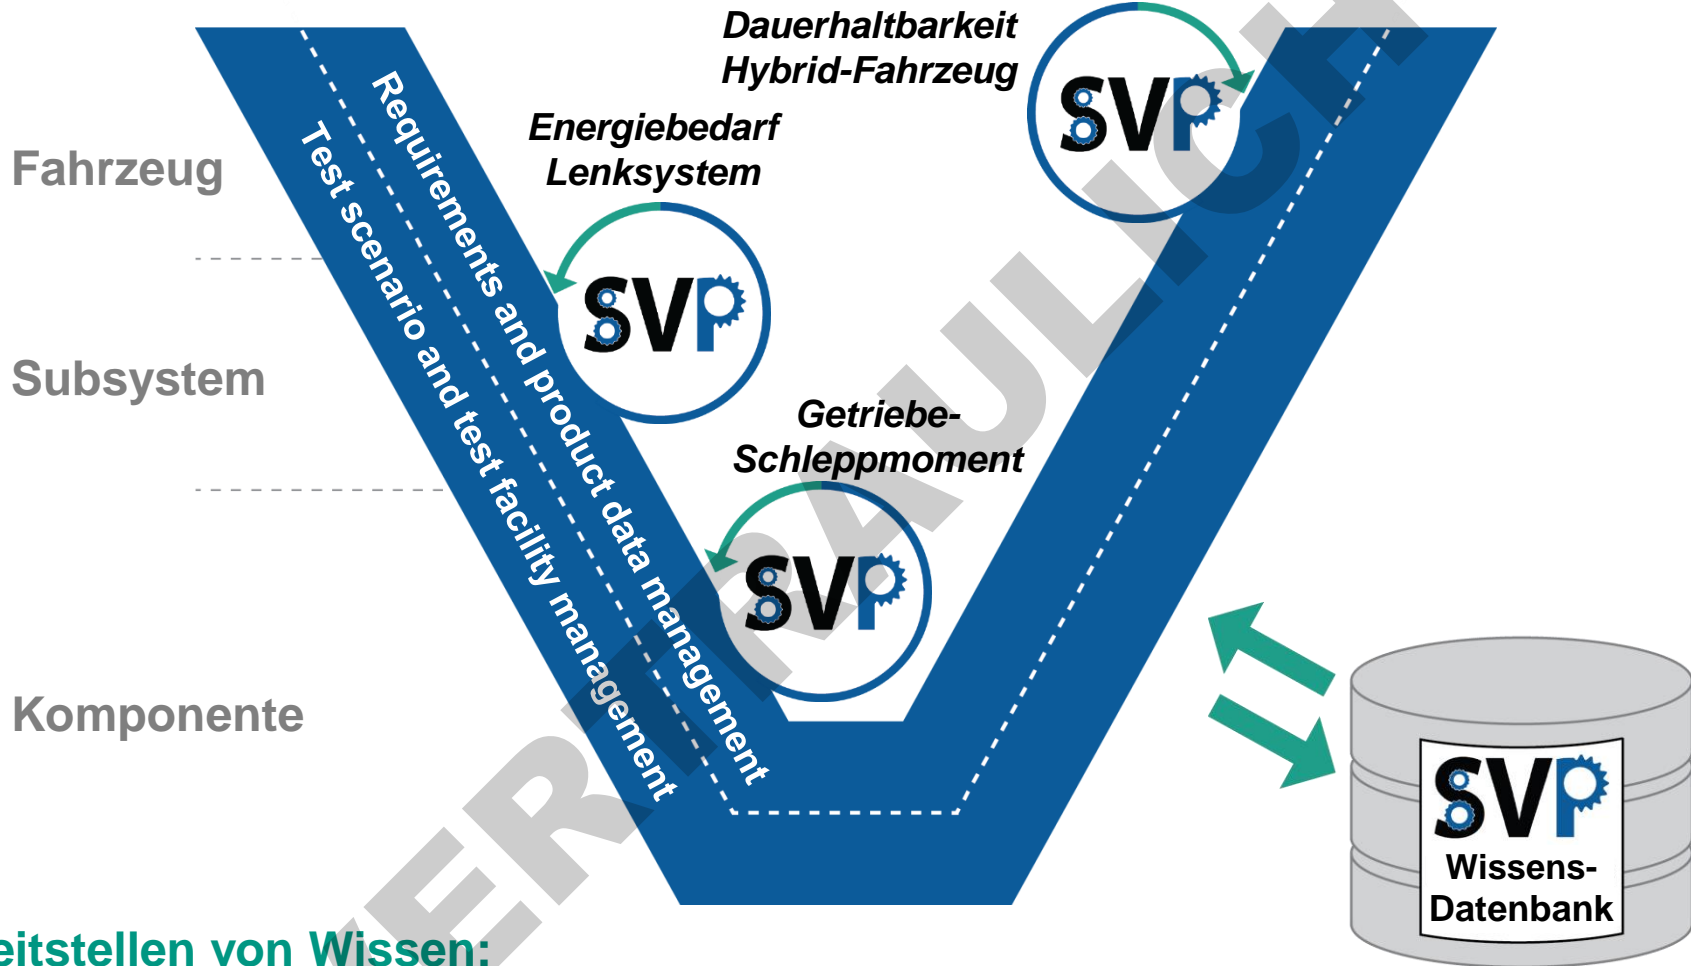 Dauerhaltbarkeit
Hybrid-Fahrzeug
SVP
Requirements and product data management
Test scenario and test facility management
Energiebedarf
Lenksystem
Fahrzeug
SVP
Subsystem
Getriebe-
Schleppmoment
SVP
Komponente
SVP
Wissens-
Datenbank
eitstellen von Wissen:
VERTRAULICH